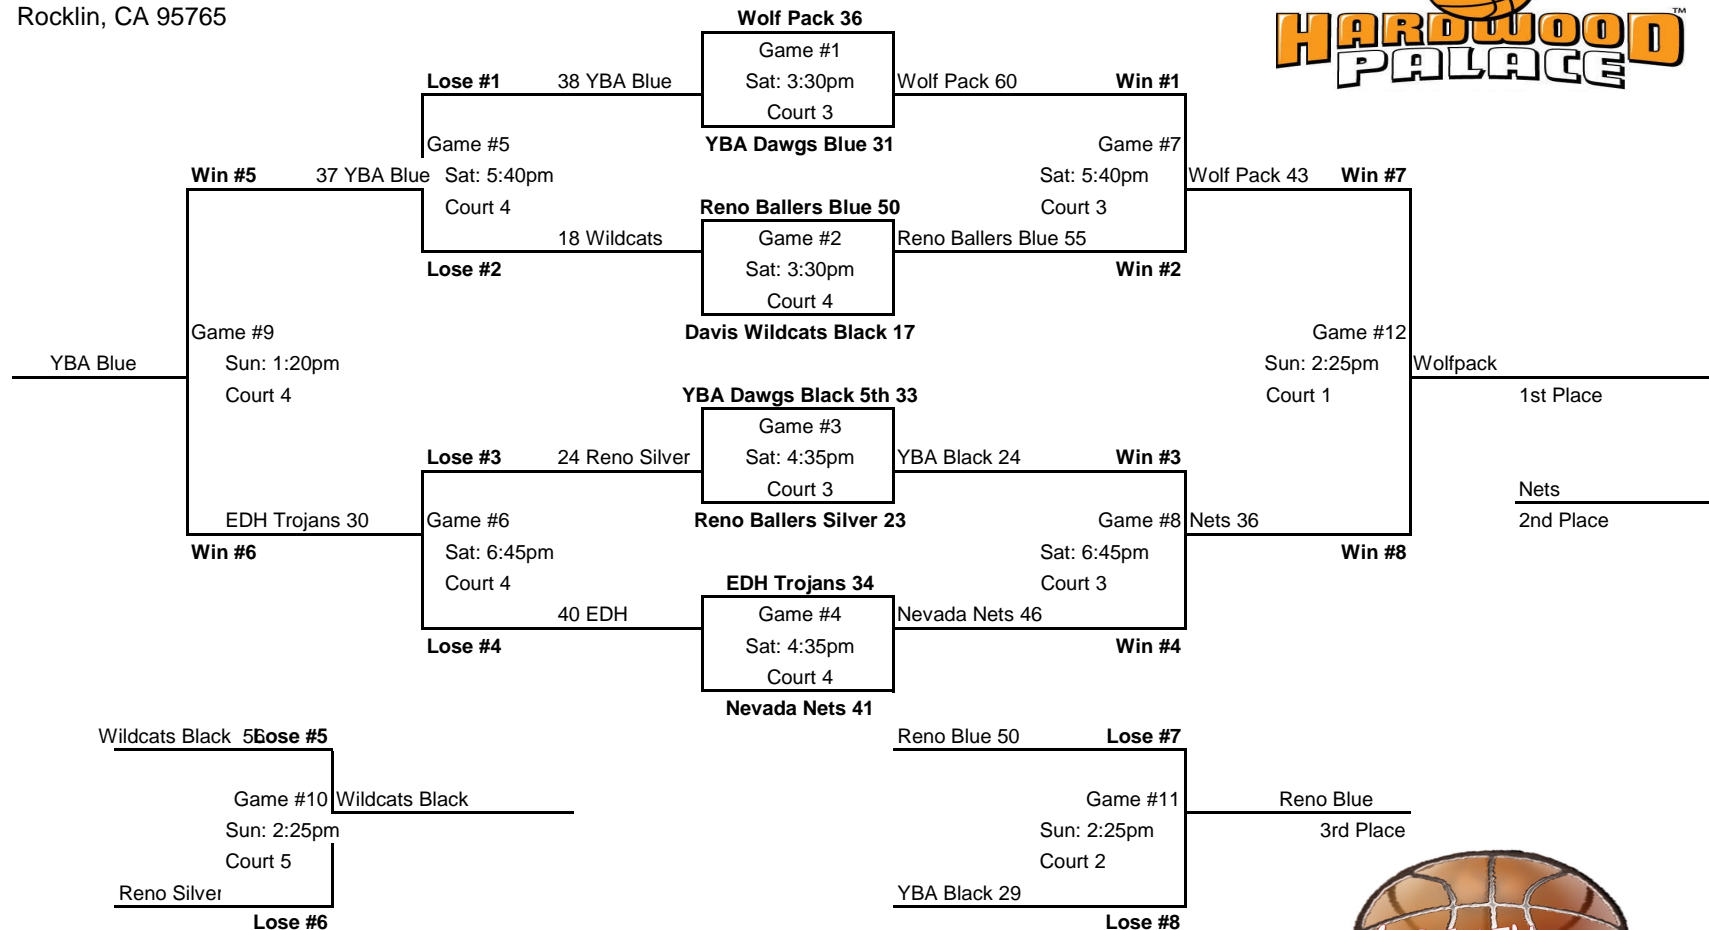 Rocklin, CA 95765
Wolf Pack 36
HARDWOOD
PALACE
™
Game #1
Lose #1 38 YBA Blue Sat: 3:30pm Wolf Pack 60 Win #1
Court 3
Game #5 YBA Dawgs Blue 31 Game #7
Win #5 37 YBA Blue Sat: 5:40pm Sat: 5:40pm Wolf Pack 43 Win #7
Court 4 Reno Ballers Blue 50 Court 3
18 Wildcats Game #2 Reno Ballers Blue 55
Lose #2 Sat: 3:30pm Win #2
Court 4
Game #9 Davis Wildcats Black 17 Game #12
YBA Blue Sun: 1:20pm Sun: 2:25pm Wolfpack
Court 4 YBA Dawgs Black 5th 33 Court 1 1st Place
Game #3
Lose #3 24 Reno Silver Sat: 4:35pm YBA Black 24 Win #3
Court 3 Nets
EDH Trojans 30 Game #6 Reno Ballers Silver 23 Game #8 Nets 36 2nd Place
Win #6 Sat: 6:45pm Sat: 6:45pm Win #8
Court 4 EDH Trojans 34 Court 3
40 EDH Game #4 Nevada Nets 46
Lose #4 Sat: 4:35pm Win #4
Court 4
Nevada Nets 41
Wildcats Black Lose #5 Reno Blue 50 Lose #7
Game #10 Wildcats Black Game #11 Reno Blue
Sun: 2:25pm Sun: 2:25pm 3rd Place
Court 5 Court 2
Reno Silver YBA Black 29
Lose #6 Lose #8